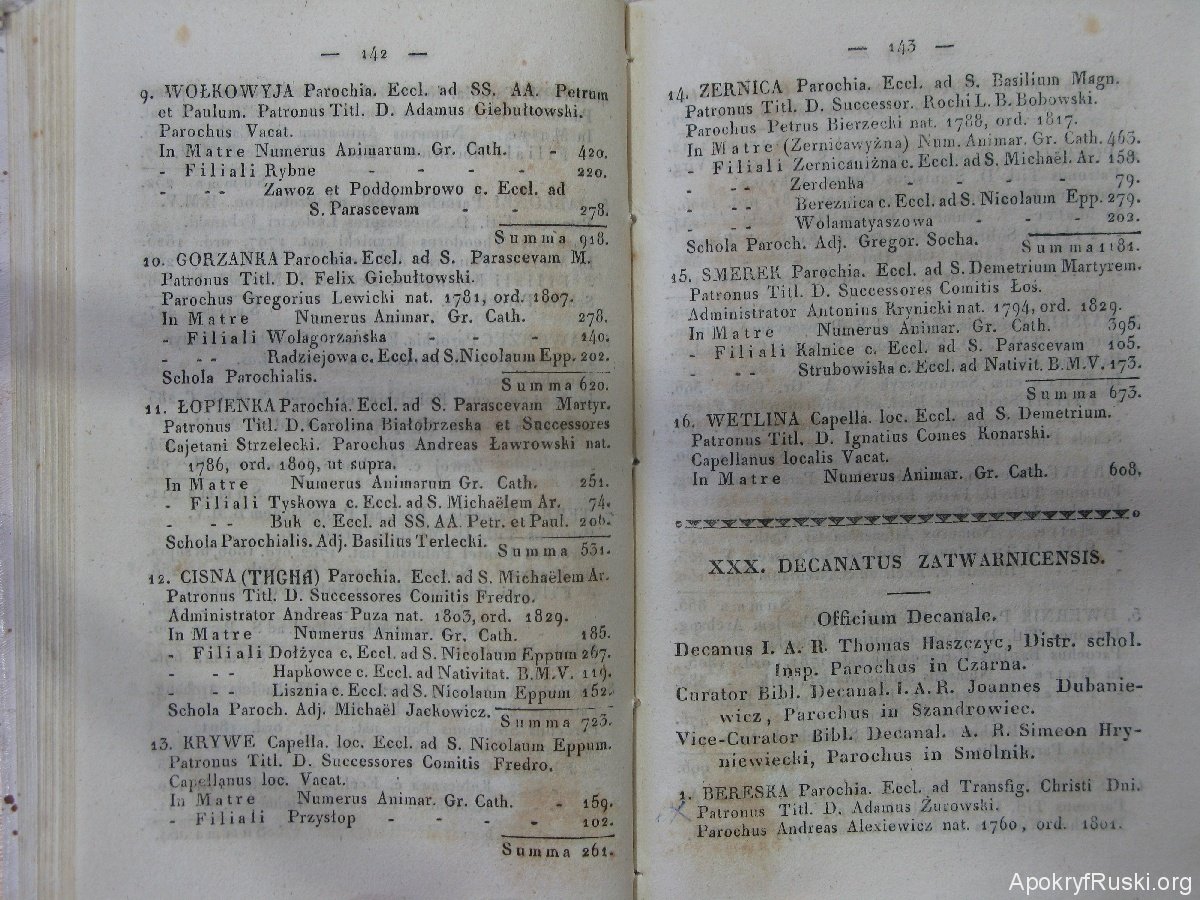 — 142 —
9. WOŁKOWYJA Parochia. Eccl. ad SS. AA. Petrum
et Paulum. Patronus Titl. D. Adamus Giebułtowski.
Parochus Vacat.
In Matre Numerus Animarum. Gr. Cath. - 420.
- Filiali Rybne - - - - 220.
- - - Zawoz et Poddombrowo c. Eccl. ad
S. Parascevam - - 278.
Summa 918.
10. GORZANKA Parochia. Eccl. ad S. Parascevam M.
Patronus Titl. D. Felix Giebułtowski.
Parochus Gregorius Lewicki nat. 1781, ord. 1807.
In Matre Numerus Animar. Gr. Cath. 278.
- Filiali Wolagorzańska - - - 140.
- - - Radziejowa c. Eccl. ad S. Nicolaum Epp. 202.
Schola Parochialis.
Summa 620.
11. ŁOPIENKA Parochia. Eccl. ad S. Parascevam Martyr.
Patronus Titl. D. Carolina Białobrzeska et Successores
Cajetani Strzelecki. Parochus Andreas Ławrowski nat.
1786, ord. 1809, ut supra.
In Matre Numerus Animarum Gr. Cath. 251.
- Filiali Tyskowa c. Eccl. ad S. Michaëlem Ar. 74.
- - - Buk c. Eccl. ad SS. AA. Petr. et Paul. 206.
Schola Parochialis. Adj. Basilius Terlecki.
Summa 531.
12. CISNA (ТИСНА) Parochia. Eccl. ad S. Michaëlem Ar.
Patronus Titl. D. Successores Comitis Fredro.
Administrator Andreas Puza nat. 1803, ord. 1829.
In Matre Numerus Animar. Gr. Cath. 185.
- Filiali Dołżyca c. Eccl. ad S. Nicolaum Eppum 267.
- - - Hapkowce c. Eccl. ad Nativitat. B.M.V. 119.
- - - Lisznia c. Eccl. ad S. Nicolaum Eppum 152.
Schola Paroch. Adj. Michaël Jackowicz.
Summa 723.
13. KRYWE Capella. loc. Eccl. ad S. Nicolaum Eppum.
Patronus Titl. D. Successores Comitis Fredro.
Capellanus loc. Vacat.
In Matre Numerus Animar. Gr. Cath. - 159.
- Filiali Przysłop - - - - 102.
Summa 261.
— 143 —
14. ZERNICA Parochia. Eccl. ad S. Basilium Magn.
Patronus Titl. D. Successor. Rochi L. B. Bobowski.
Parochus Petrus Bierzecki nat. 1788, ord. 1817.
In Matre (Zernicawyżna) Num. Animar. Gr. Cath. 463.
- Filiali Zernicaniżna c. Eccl. ad S. Michaël. Ar. 158.
- - - Zerdenka - - - - 79.
- - - Bereznica c. Eccl. ad S. Nicolaum Epp. 279.
- - - Wolamatyaszowa - - - 202.
Schola Paroch. Adj. Gregor. Socha.
Summa 1181.
15. SMEREK Parochia. Eccl. ad S. Demetrium Martyrem.
Patronus Titl. D. Successores Comitis Łoś.
Administrator Antonius Krynicki nat. 1794, ord. 1829.
In Matre Numerus Animar. Gr. Cath. 395.
- Filiali Kalnice c. Eccl. ad S. Parascevam 105.
- - - Strubowiska c. Eccl. ad Nativit. B.M.V. 173.
Summa 673.
16. WETLINA Capella. loc. Eccl. ad S. Demetrium.
Patronus Titl. D. Ignatius Comes Konarski.
Capellanus localis Vacat.
In Matre Numerus Animar. Gr. Cath. 608.
XXX. DECANATUS ZATWARNICENSIS.
Officium Decanale.
Decanus I. A. R. Thomas Haszczyc, Distr. schol.
Insp. Parochus in Czarna.
Curator Bibl. Decanal. I. A. R. Joannes Dubanie-
wicz, Parochus in Szandrowiec.
Vice-Curator Bibl. Decanal. A. R. Simeon Hry-
niewiecki, Parochus in Smolnik.
1. BERESKA Parochia. Eccl. ad Transfig. Christi Dni.
Patronus Titl. D. Adamus Żurowski.
Parochus Andreas Alexiewicz nat. 1760, ord. 1801.
ApokryfRuski.org